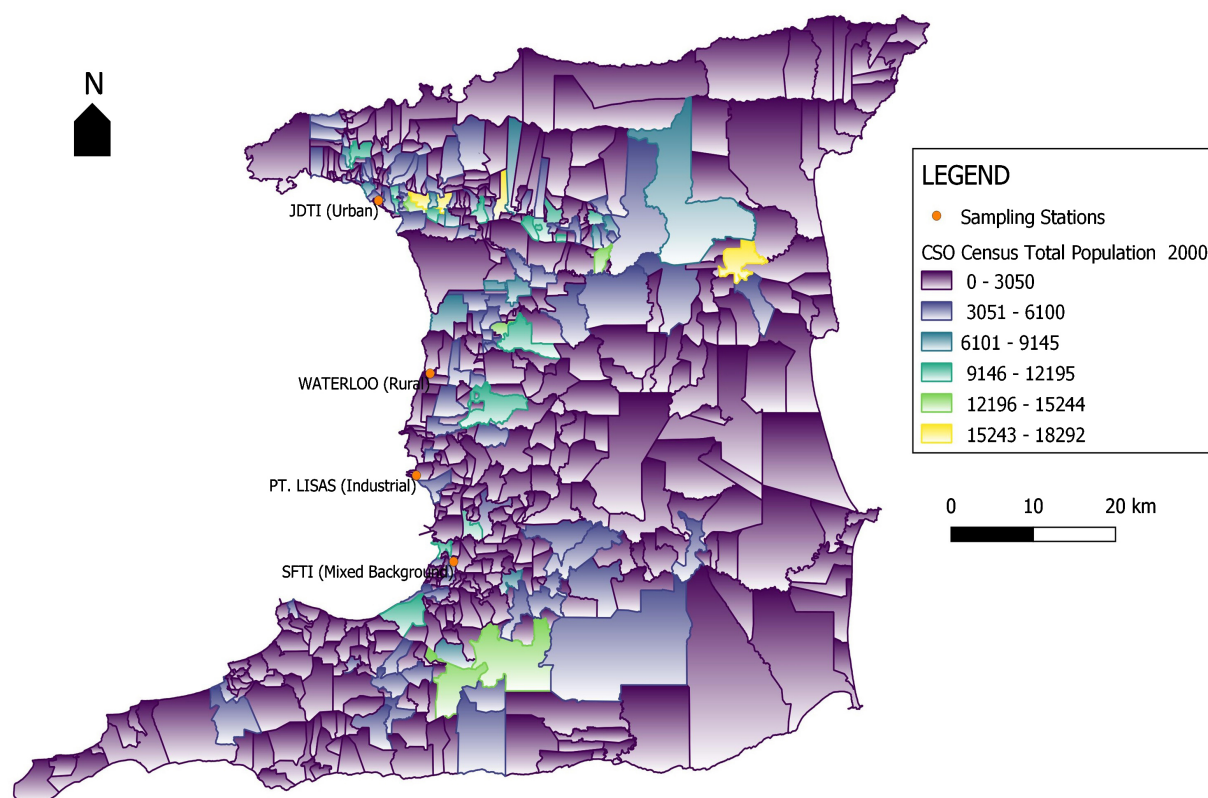 N
JDTI (Urban)
WATERLOO (Rural)
PT. LISAS (Industrial)
SFTI (Mixed Background)
LEGEND
Sampling Stations
CSO Census Total Population 2000
0 - 3050
3051 - 6100
6101 - 9145
9146 - 12195
12196 - 15244
15243 - 18292
0 10 20 km